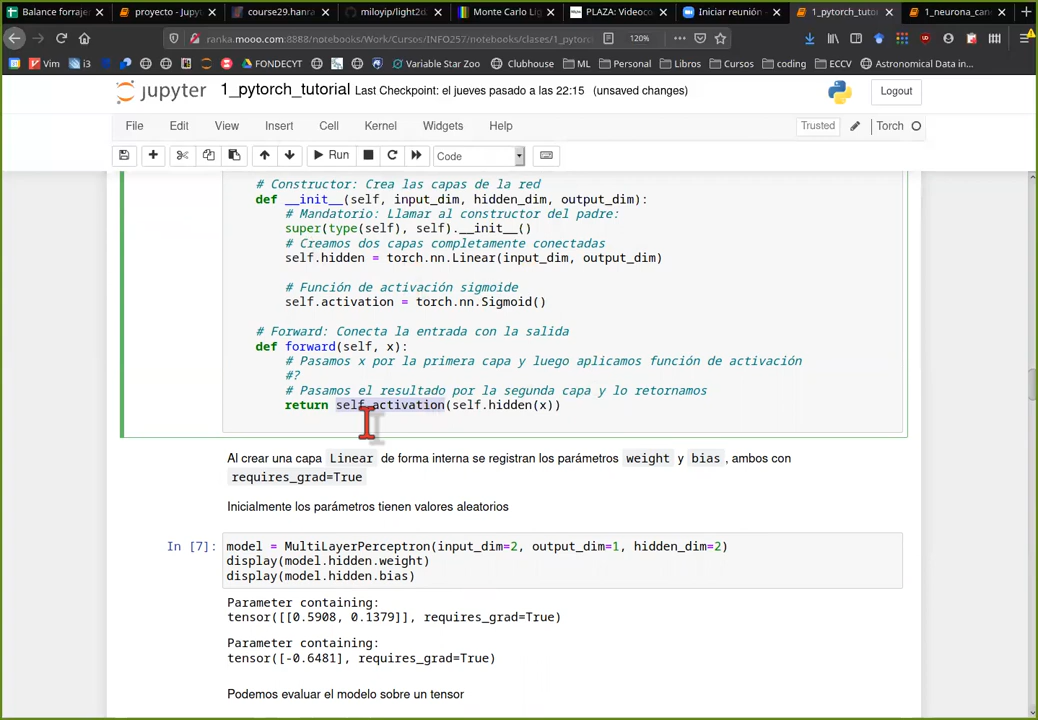 Balance forrajer
proyecto - Jupyt
course29.hanra
miloyip/light2d
Monte Carlo Lig
PLAZA: Videoco
Iniciar reunión -
1_pytorch_tutor
1_neurona_can
ranka.mooo.com:8888/notebooks/Work/Cursos/INFO257/notebooks/clases/1_pytorc
120%
Vim
i3
FONDECYT
Variable Star Zoo
Clubhouse
ML
Personal
Libros
Cursos
coding
ECCV
Astronomical Data in...
jupyter 1_pytorch_tutorial Last Checkpoint: el jueves pasado a las 22:15 (unsaved changes)
Logout
File Edit View Insert Cell Kernel Widgets Help
Trusted
Torch
Run
Code
# Constructor: Crea las capas de la red
def __init__(self, input_dim, hidden_dim, output_dim):
# Mandatorio: Llamar al constructor del padre:
super(type(self), self).__init__()
# Creamos dos capas completamente conectadas
self.hidden = torch.nn.Linear(input_dim, output_dim)
# Función de activación sigmoide
self.activation = torch.nn.Sigmoid()
# Forward: Conecta la entrada con la salida
def forward(self, x):
# Pasamos x por la primera capa y luego aplicamos función de activación
#?
# Pasamos el resultado por la segunda capa y lo retornamos
return self.activation(self.hidden(x))
Al crear una capa Linear de forma interna se registran los parámetros weight y bias , ambos con
requires_grad=True
Inicialmente los parámetros tienen valores aleatorios
In [7]: model = MultiLayerPerceptron(input_dim=2, output_dim=1, hidden_dim=2)
display(model.hidden.weight)
display(model.hidden.bias)
Parameter containing:
tensor([[0.5908, 0.1379]], requires_grad=True)
Parameter containing:
tensor([-0.6481], requires_grad=True)
Podemos evaluar el modelo sobre un tensor